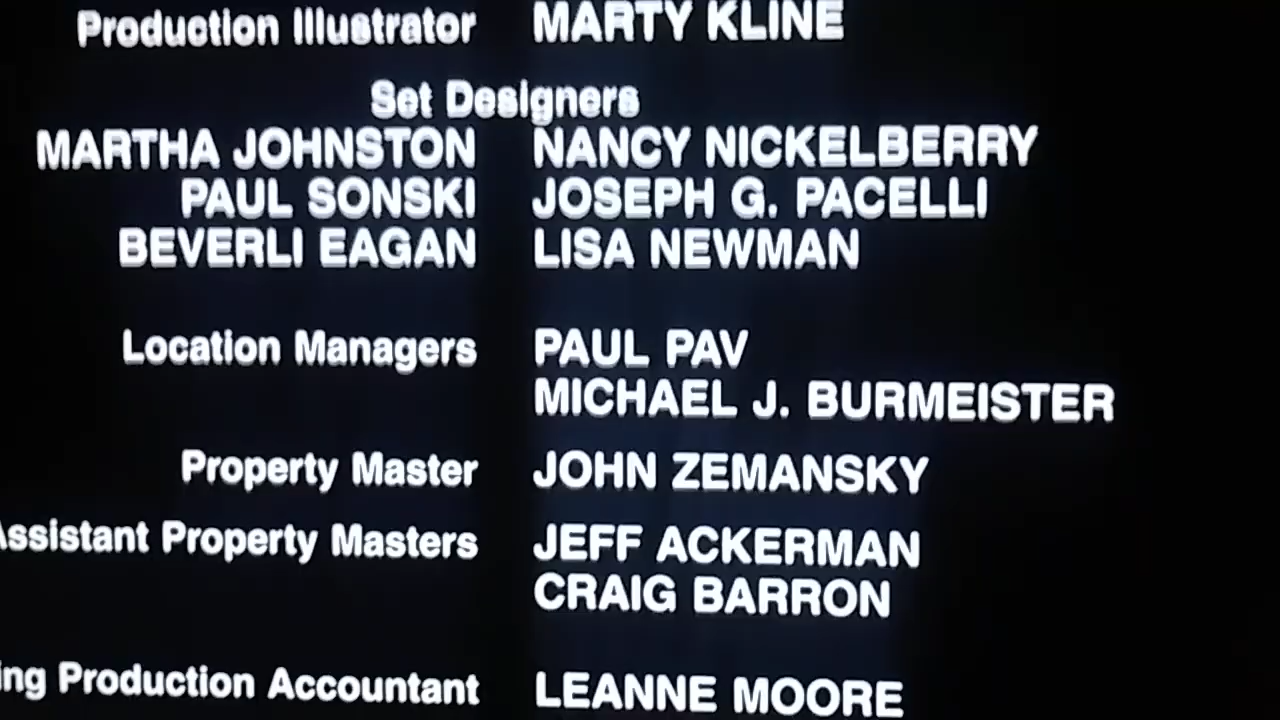 Production Illustrator MARTY KLINE
Set Designers
MARTHA JOHNSTON NANCY NICKELBERRY
PAUL SONSKI JOSEPH G. PACELLI
BEVERLI EAGAN LISA NEWMAN
Location Managers PAUL PAV
MICHAEL J. BURMEISTER
Property Master JOHN ZEMANSKY
Assistant Property Masters JEFF ACKERMAN
CRAIG BARRON
Production Accountant LEANNE MOORE